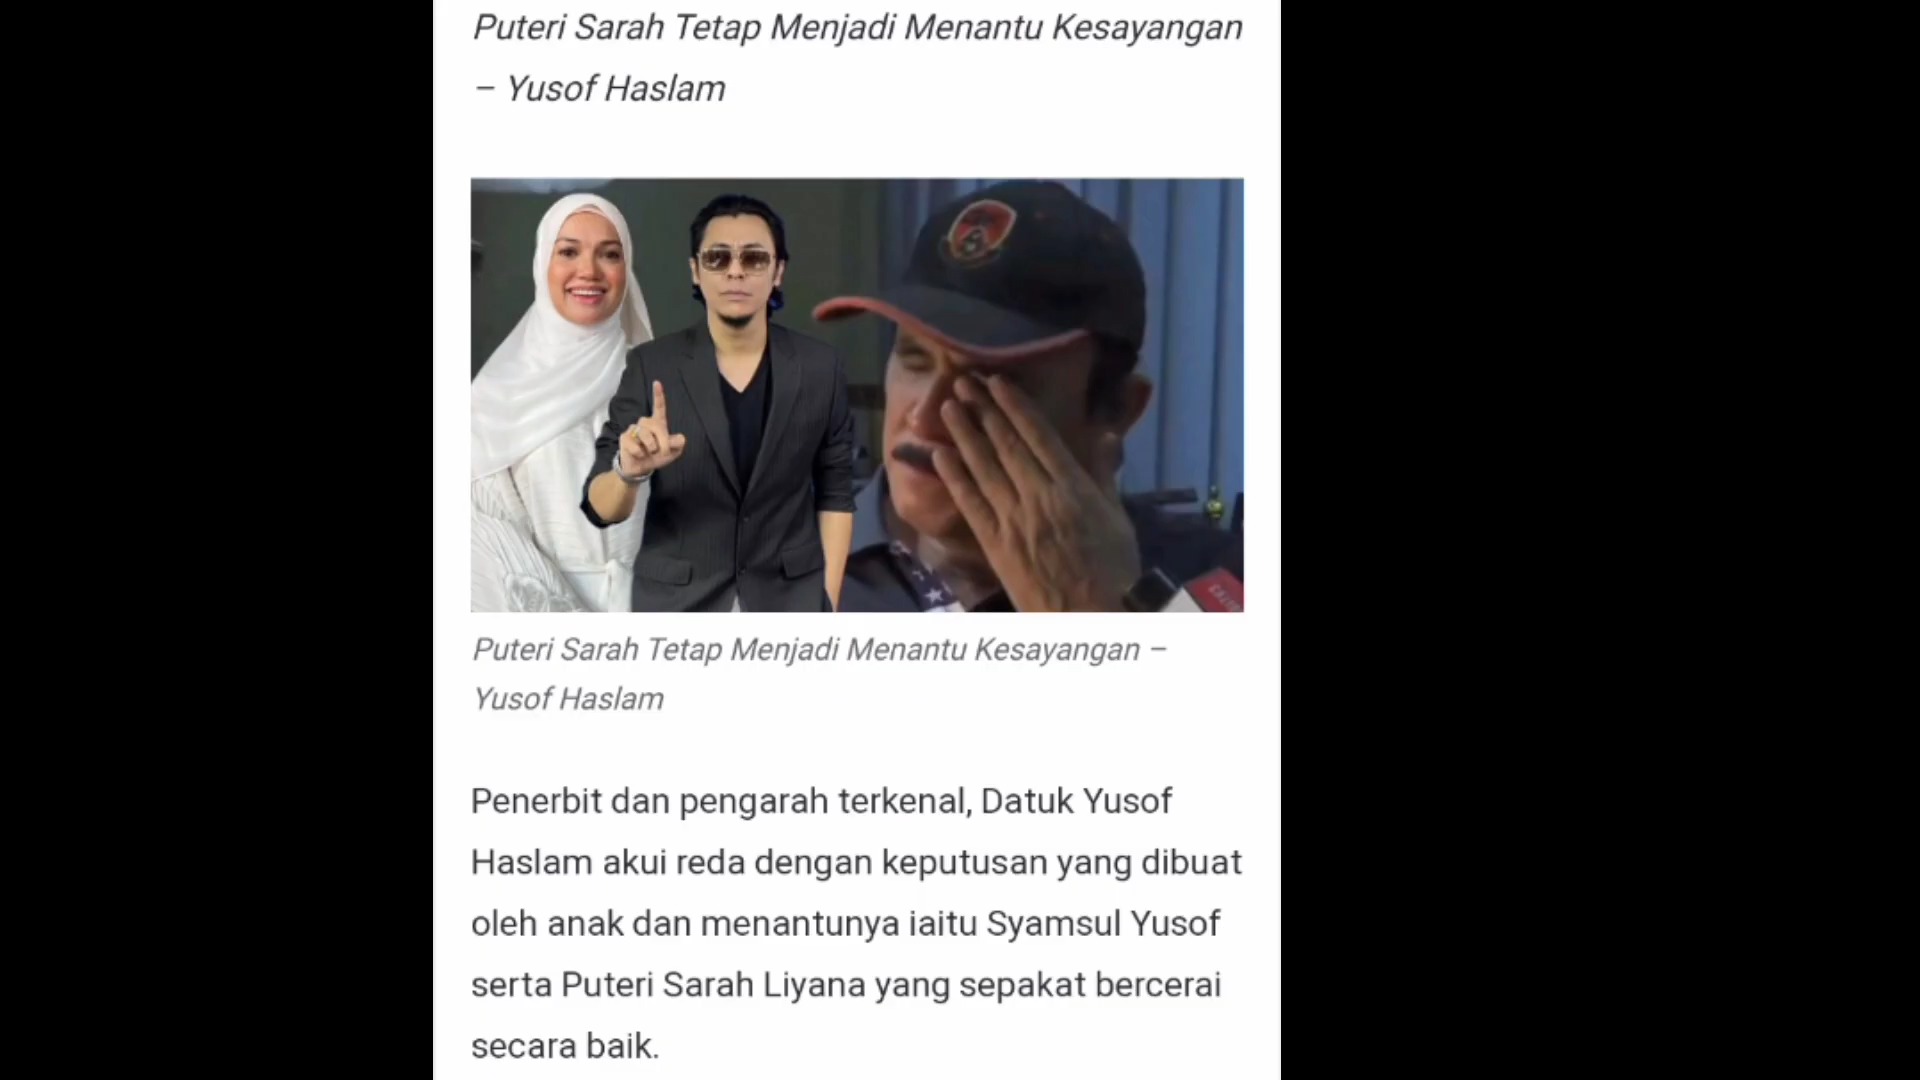 Puteri Sarah Tetap Menjadi Menantu Kesayangan
– Yusof Haslam
Puteri Sarah Tetap Menjadi Menantu Kesayangan –
Yusof Haslam
Penerbit dan pengarah terkenal, Datuk Yusof
Haslam akui reda dengan keputusan yang dibuat
oleh anak dan menantunya iaitu Syamsul Yusof
serta Puteri Sarah Liyana yang sepakat bercerai
secara baik.